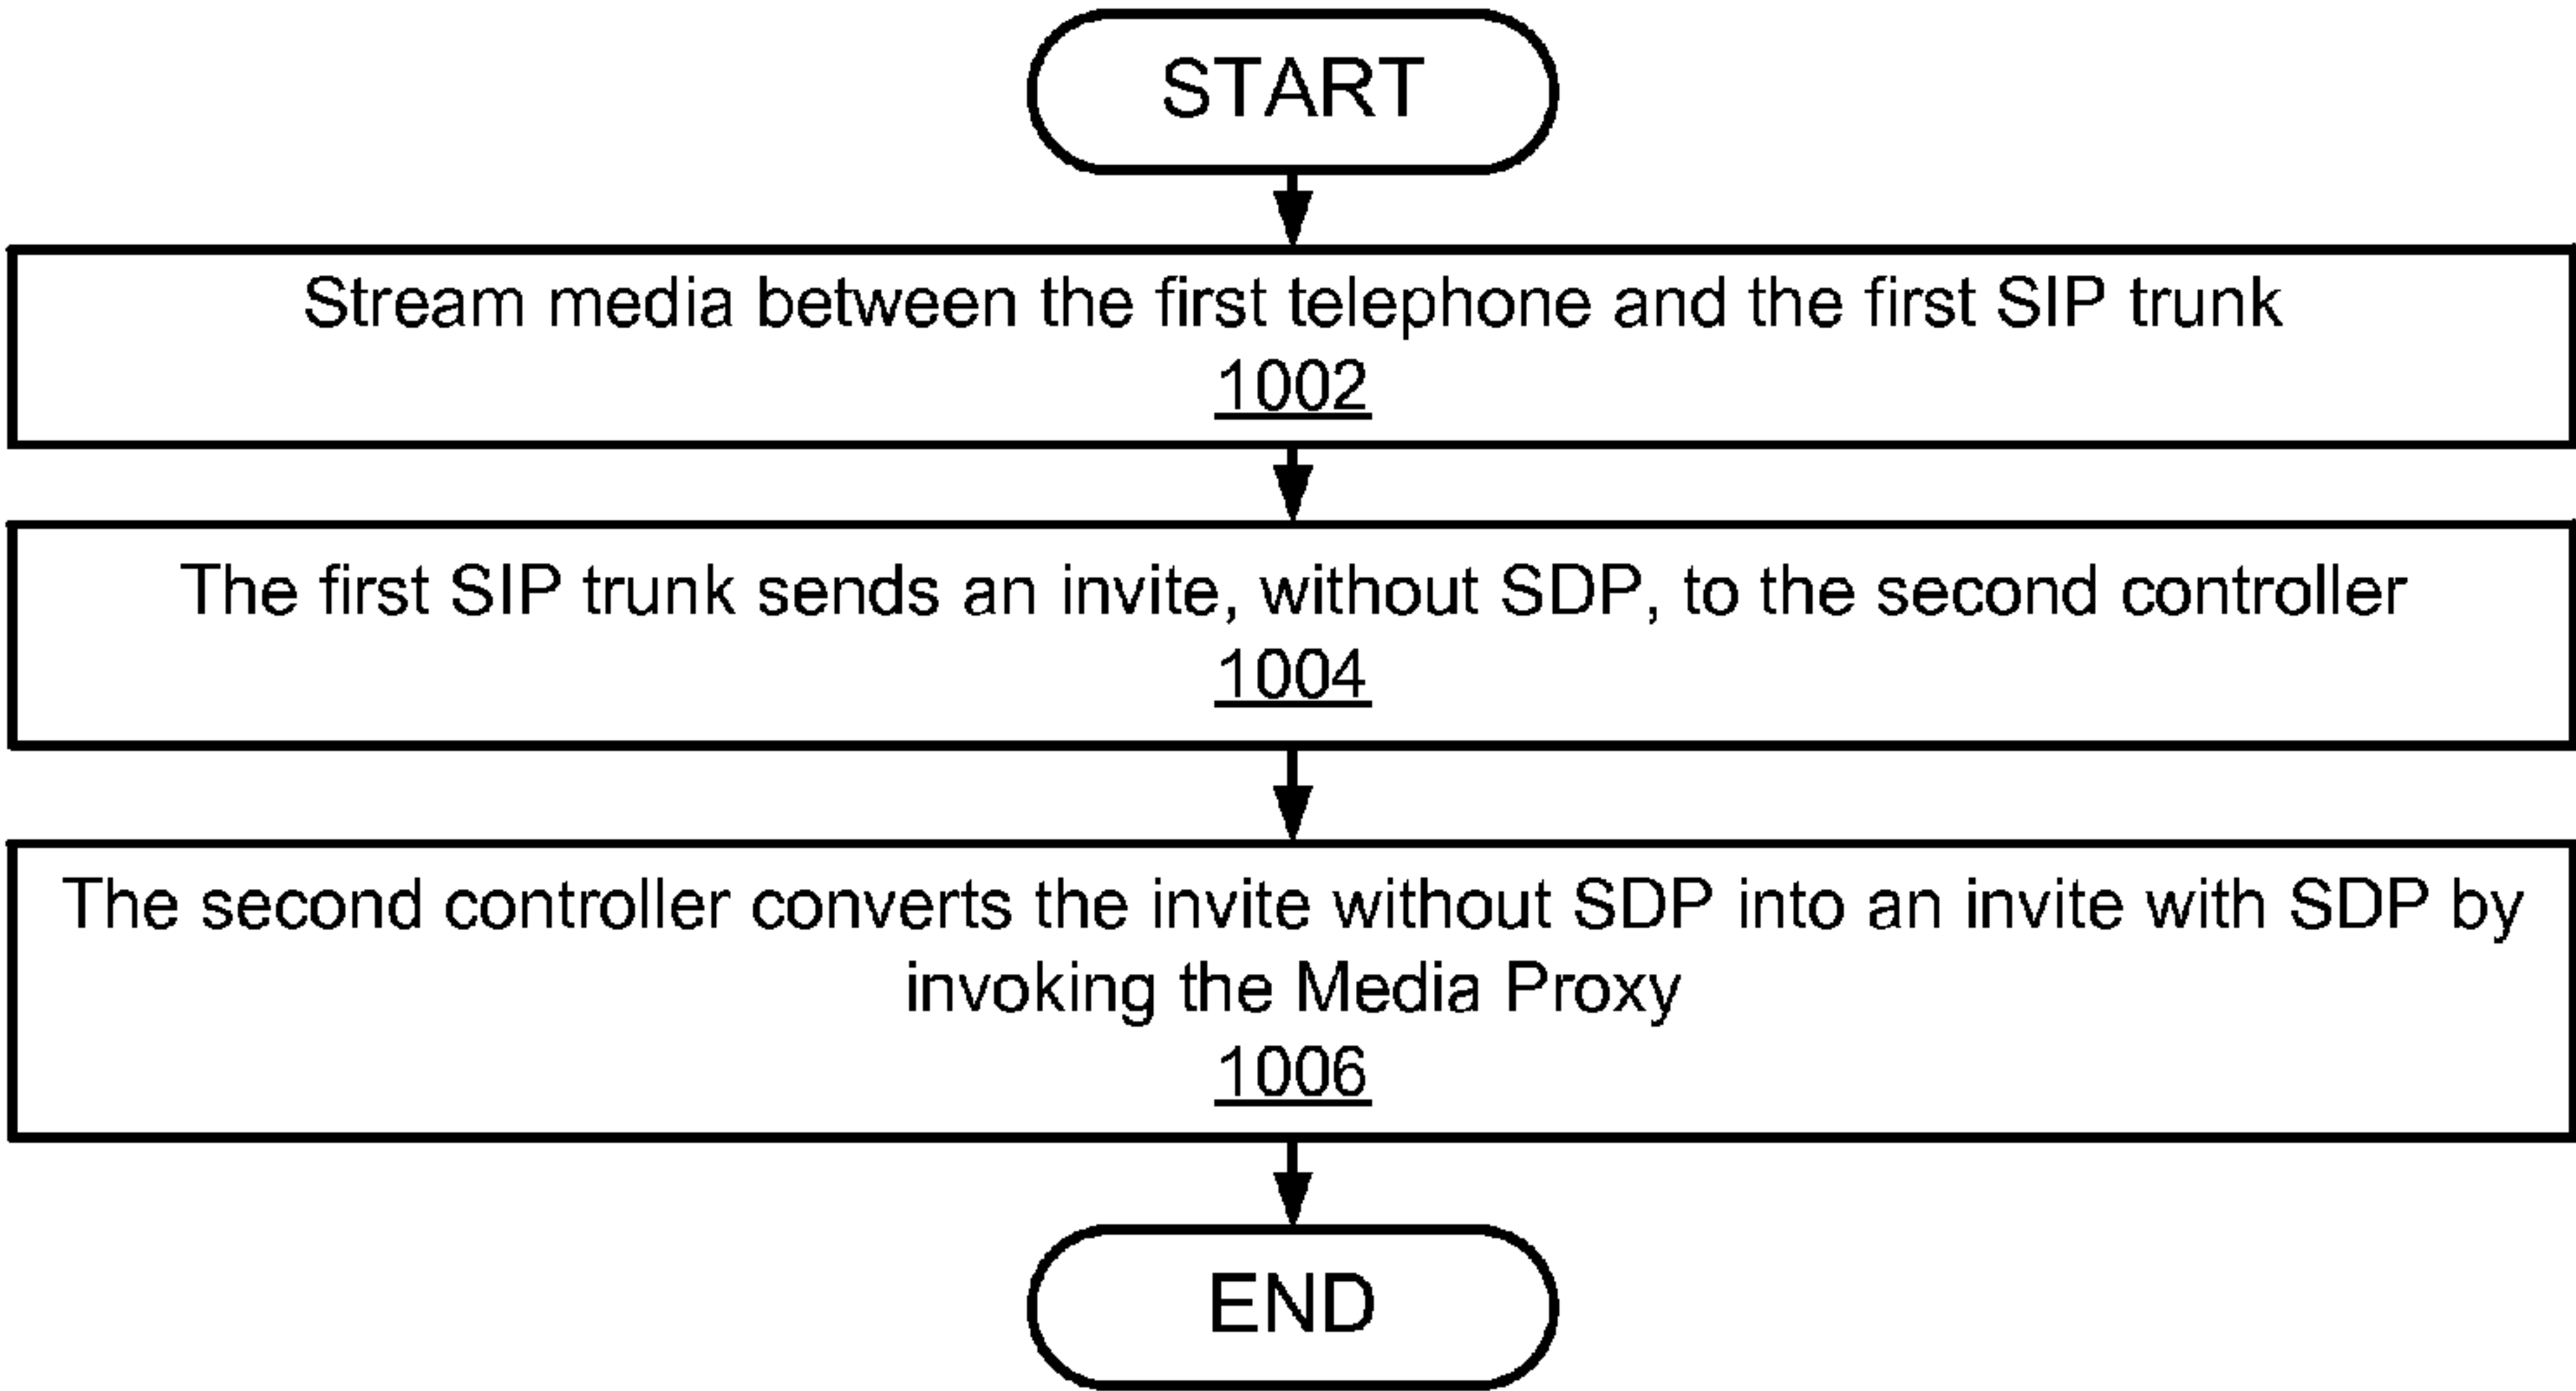 START
Stream media between the first telephone and the first SIP trunk
1002
The first SIP trunk sends an invite, without SDP, to the second controller
1004
The second controller converts the invite without SDP into an invite with SDP by
invoking the Media Proxy
1006
END